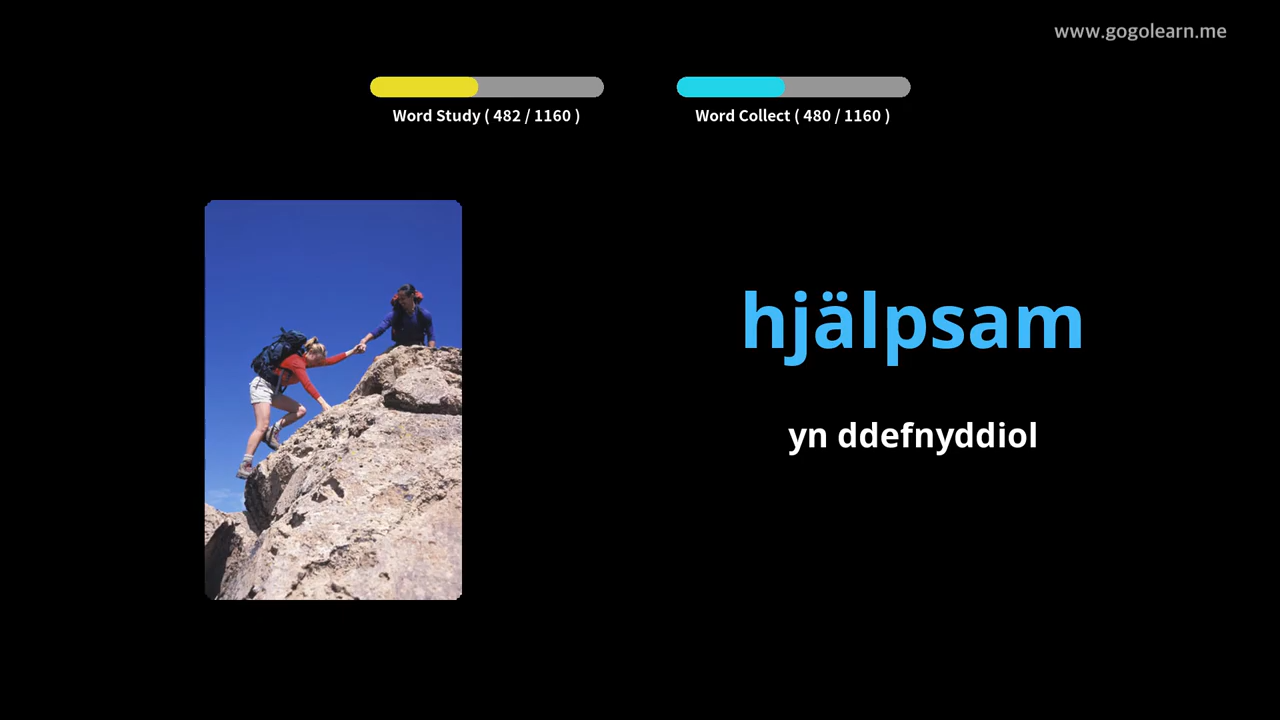 www.gogolearn.me
Word Study ( 482 / 1160 )
Word Collect ( 480 / 1160 )
hjälpsam
yn ddefnyddiol